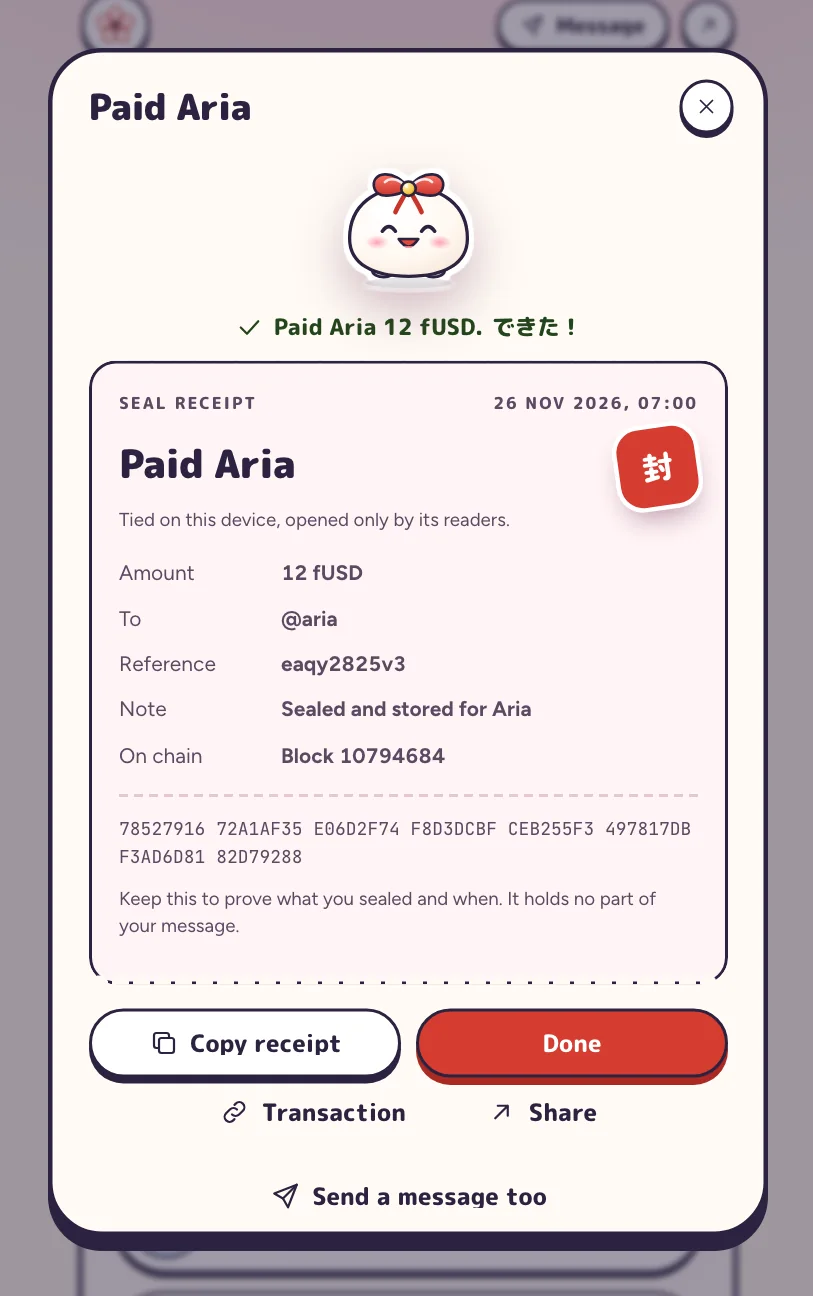 Message
Paid Aria
Paid Aria 12 fUSD. できた！
SEAL RECEIPT
26 NOV 2026, 07:00
Paid Aria
封
Tied on this device, opened only by its readers.
Amount 12 fUSD
To @aria
Reference eaqy2825v3
Note Sealed and stored for Aria
On chain Block 10794684
78527916 72A1AF35 E06D2F74 F8D3DCBF CEB255F3 497817DB
F3AD6D81 82D79288
Keep this to prove what you sealed and when. It holds no part of
your message.
Copy receipt
Done
Transaction
Share
Send a message too